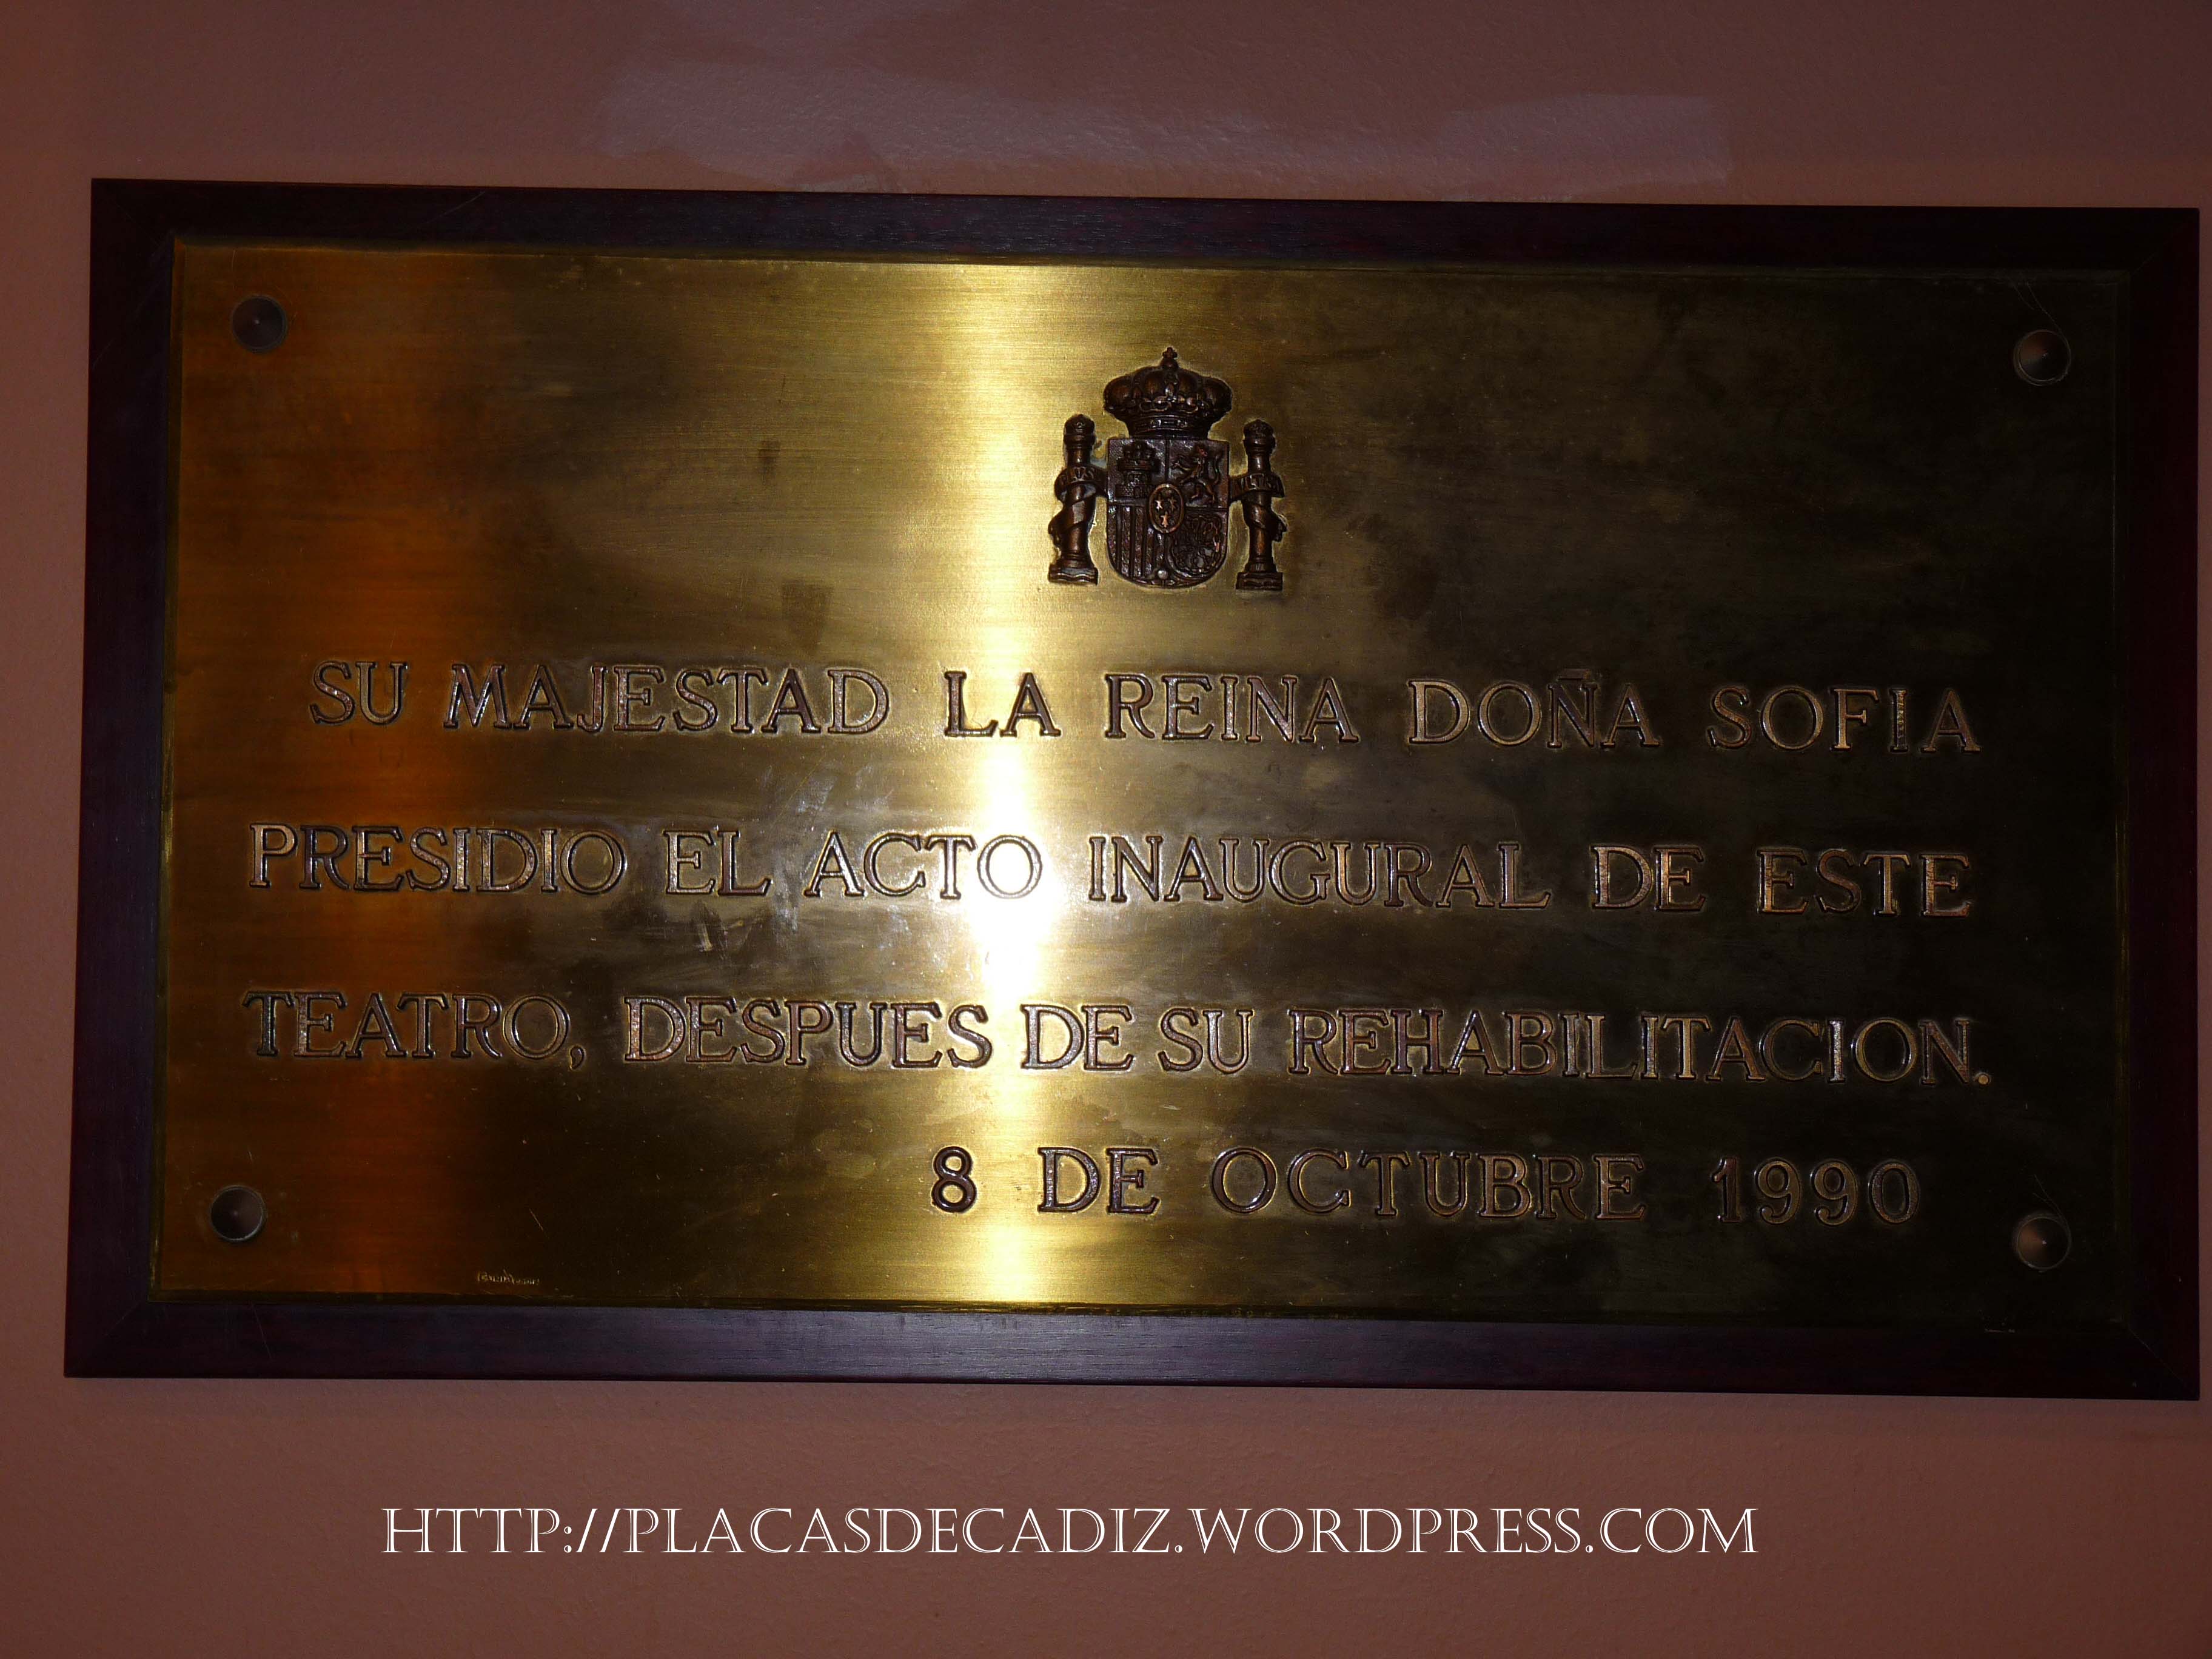 SU MAJESTAD LA REINA DOÑA SOFIA
PRESIDIO EL ACTO INAUGURAL DE ESTE
TEATRO, DESPUES DE SU REHABILITACION.
8 DE OCTUBRE 1990
HTTP://PLACASDECADIZ.WORDPRESS.COM